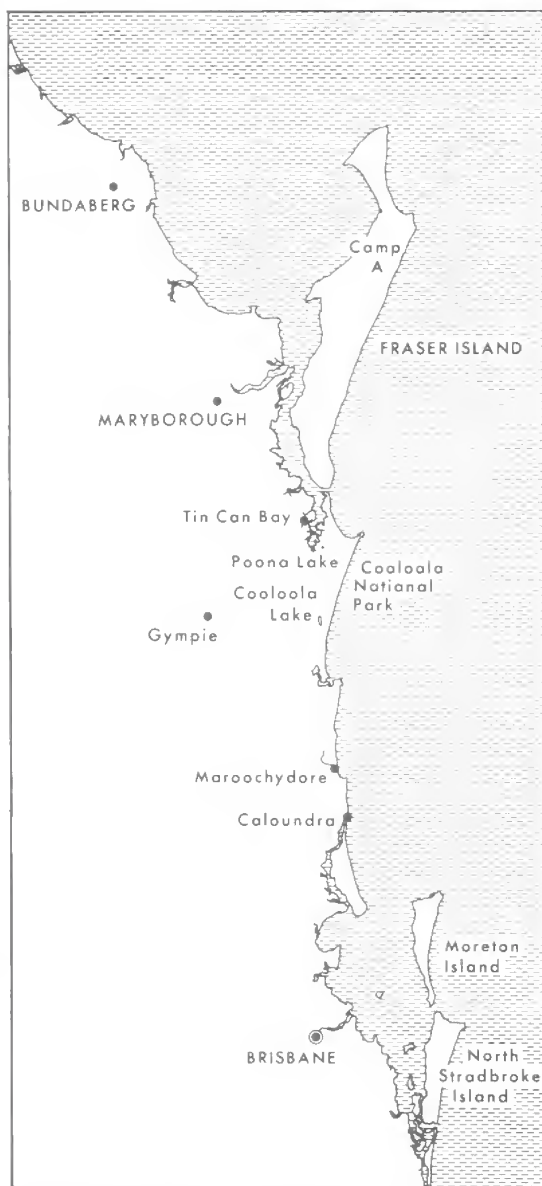 BUNDABERG
Camp
A
FRASER ISLAND
MARYBOROUGH
Tin Can Bay
Poona Lake
Cooloola
Lake
Cooloala
National
Park
Gympie
Maroochydore
Caloundra
Moreton
Island
BRISBANE
North
Stradbroke
Island